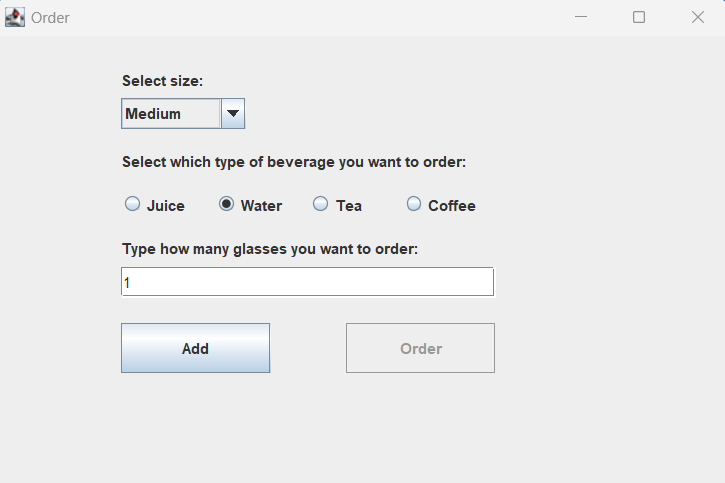 Order
Select size:
Medium
Select which type of beverage you want to order:
Juice Water Tea Coffee
Type how many glasses you want to order:
1
Add Order